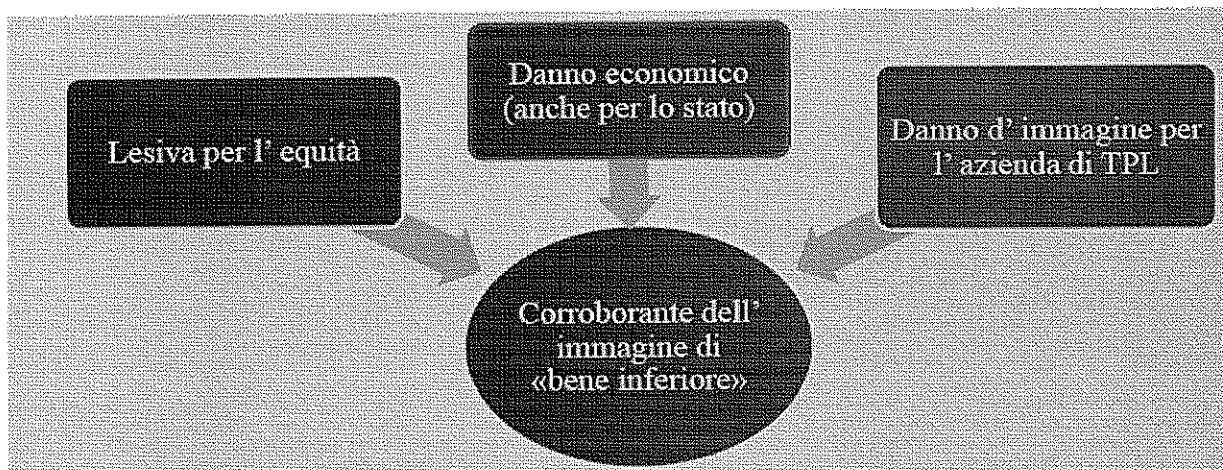 Lesiva per l’ equità
Danno economico
(anche per lo stato)
Danno d’ immagine per
l’ azienda di TPL
Corroborante dell’
immagine di
«bene inferiore»